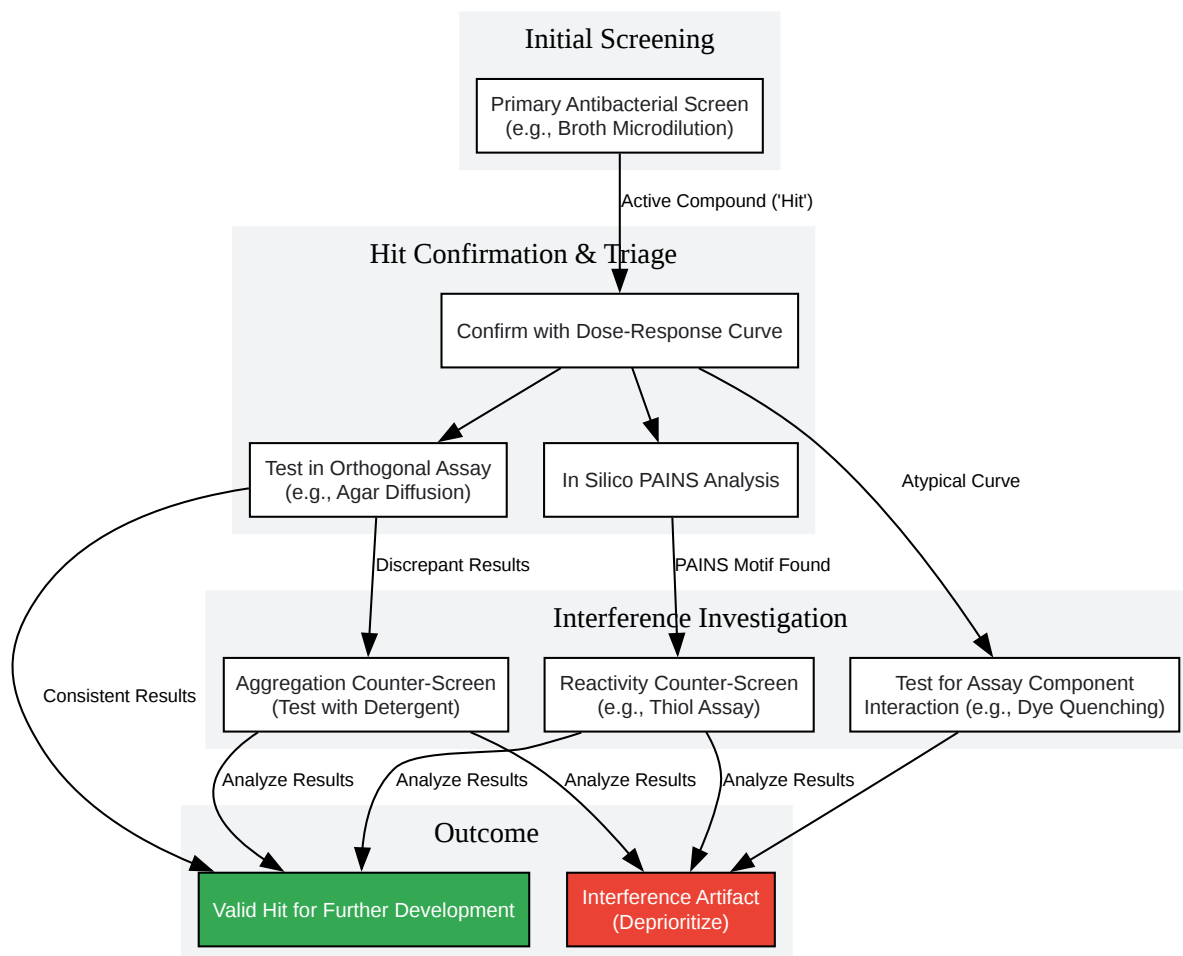 Initial Screening
Primary Antibacterial Screen
(e.g., Broth Microdilution)
Active Compound ('Hit')
Hit Confirmation & Triage
Confirm with Dose-Response Curve
Test in Orthogonal Assay
(e.g., Agar Diffusion)
In Silico PAINS Analysis
Atypical Curve
Discrepant Results
PAINS Motif Found
Interference Investigation
Aggregation Counter-Screen
(Test with Detergent)
Reactivity Counter-Screen
(e.g., Thiol Assay)
Test for Assay Component
Interaction (e.g., Dye Quenching)
Consistent Results
Analyze Results
Analyze Results
Analyze Results
Analyze Results
Outcome
Valid Hit for Further Development
Interference Artifact
(Deprioritize)